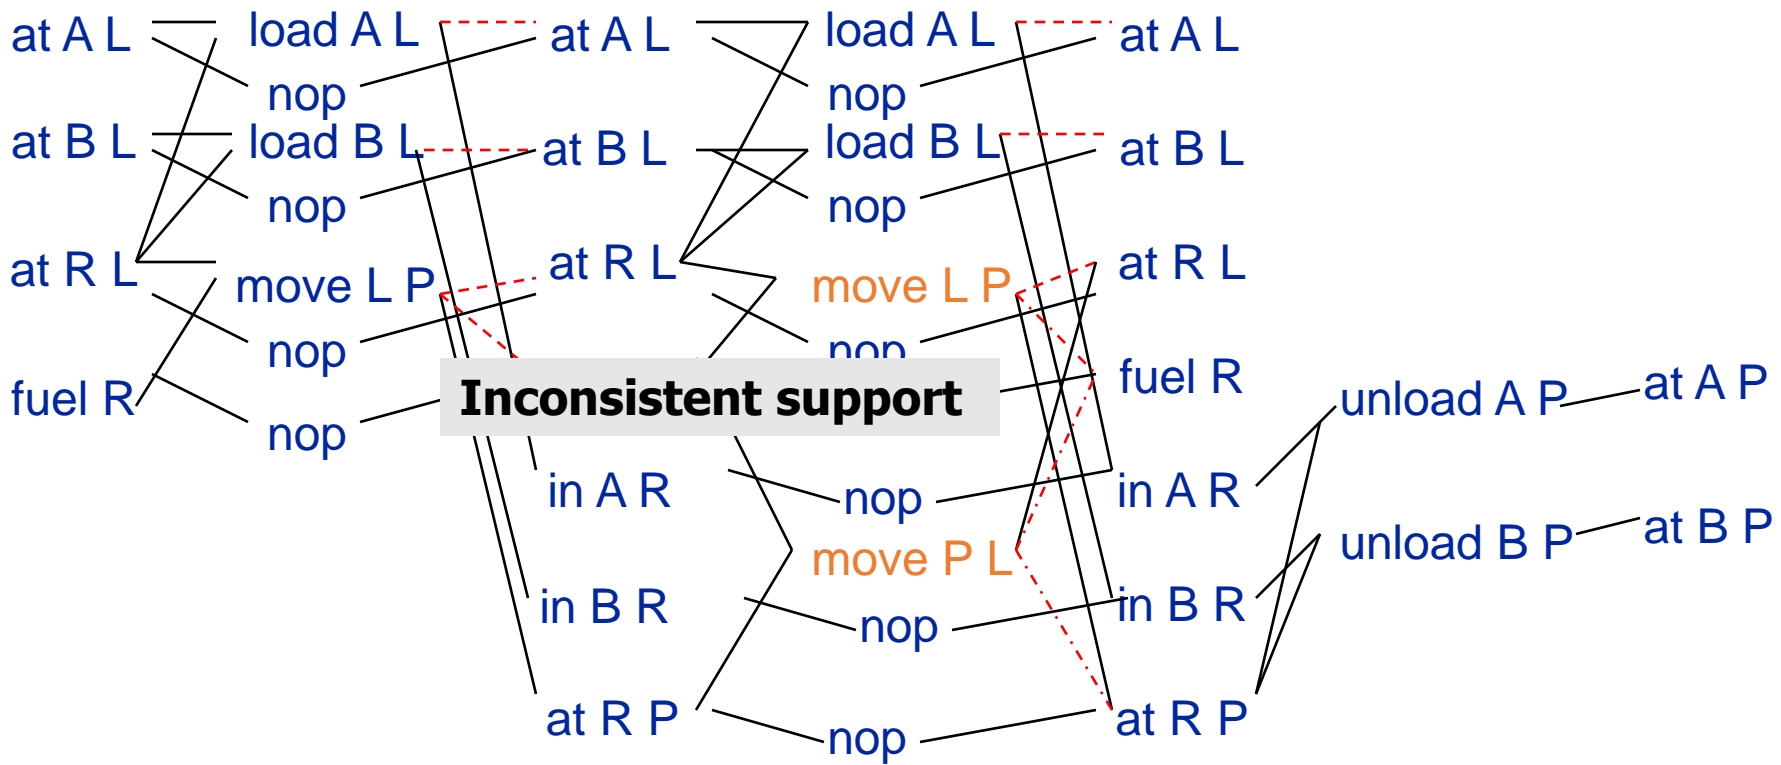 at A L
load A L
at A L
load A L
at A L
nop
nop
at B L
load B L
at B L
load B L
at B L
nop
nop
at R L
move L P
at R L
move L P
at R L
nop
nop
fuel R
Inconsistent support
fuel R
unload A P
at A P
nop
in A R
nop
in A R
move P L
unload B P
at B P
in B R
nop
in B R
at R P
nop
at R P